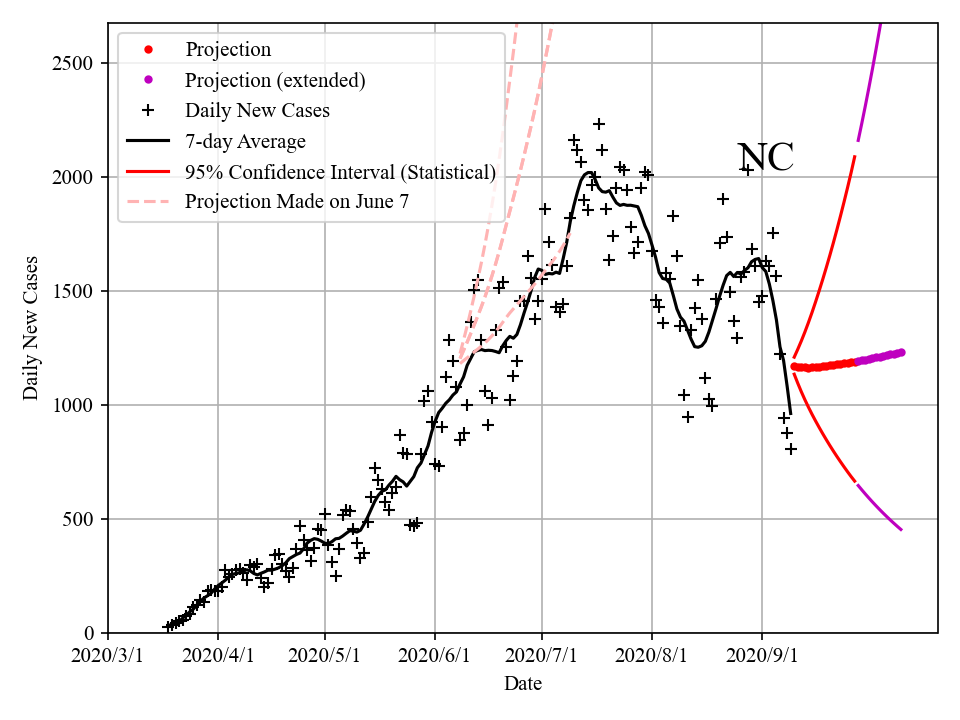 2500
2000
1500
1000
500
0
Daily New Cases
Projection
Projection (extended)
Daily New Cases
7-day Average
95% Confidence Interval (Statistical)
Projection Made on June 7
NC
2020/3/1 2020/4/1 2020/5/1 2020/6/1 2020/7/1 2020/8/1 2020/9/1
Date